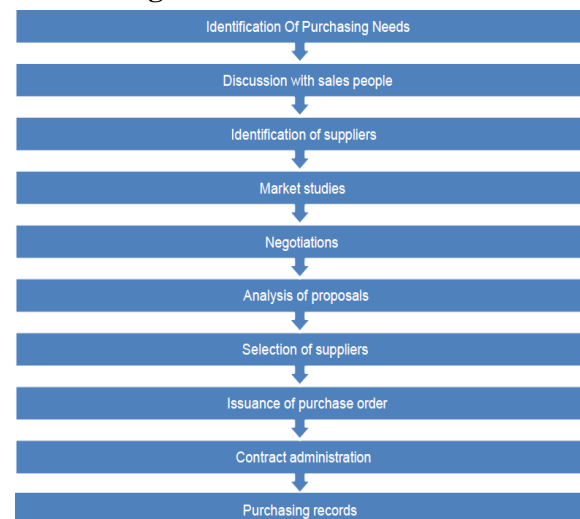 Identification Of Purchasing Needs
Discussion with sales people
Identification of suppliers
Market studies
Negotiations
Analysis of proposals
Selection of suppliers
Issuance of purchase order
Contract administration
Purchasing records